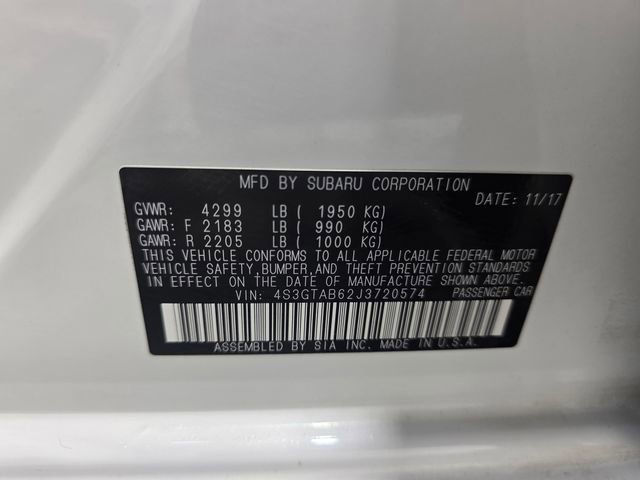 MFD BY SUBARU CORPORATION
DATE: 11/17
GVWR: 4299 LB ( 1950 KG)
GAWR: F 2183 LB ( 990 KG)
GAWR: R 2205 LB ( 1000 KG)
THIS VEHICLE CONFORMS TO ALL APPLICABLE FEDERAL MOTOR
VEHICLE SAFETY, BUMPER, AND THEFT PREVENTION STANDARDS
IN EFFECT ON THE DATE OF MANUFACTURE SHOWN ABOVE.
VIN: 4S3GTAB62J3720574 PASSENGER CAR
ASSEMBLED BY SIA INC. MADE IN U.S.A.